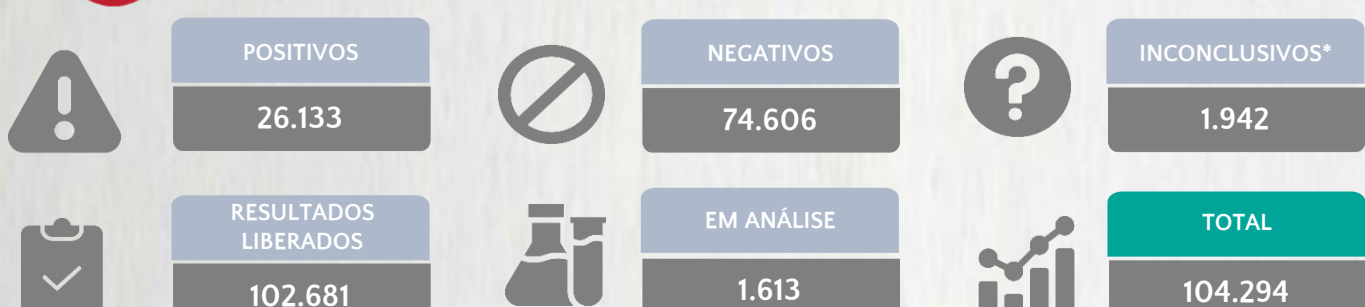 POSITIVOS
26.133
NEGATIVOS
74.606
INCONCLUSIVOS*
1.942
RESULTADOS
LIBERADOS
102.681
EM ANÁLISE
1.613
TOTAL
104.294